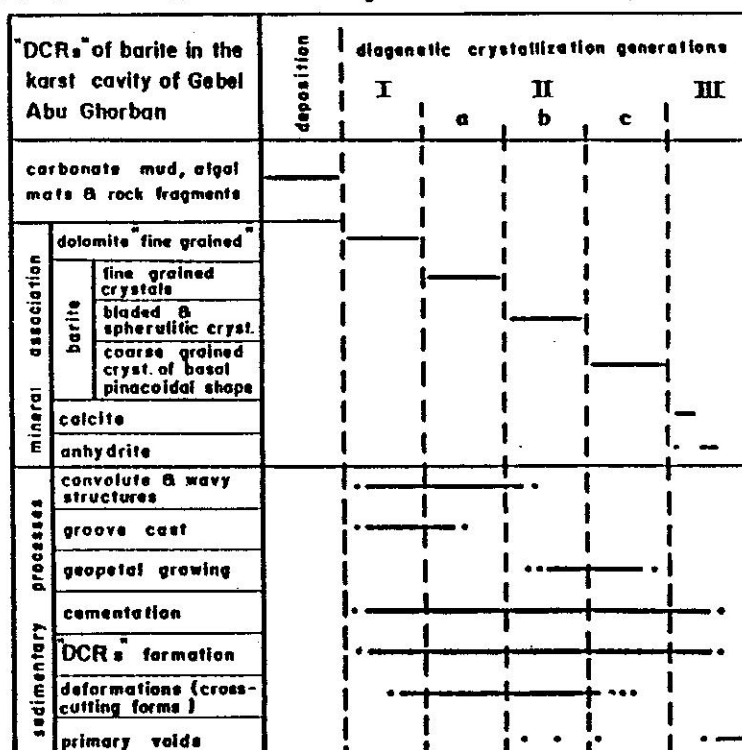 "DCRs" of barite in the
karst cavity of Gebel
Abu Ghorban
deposition
diagenetic crystallization generations
I II III
a b c
carbonate mud, algal
mats & rock fragments
mineral association
dolomite "fine grained"
barite
fine grained
crystals
bladed &
spherulitic cryst.
coarse grained
cryst. of basal
pinacoidal shape
calcite
anhydrite
sedimentary processes
convolute & wavy
structures
groove cast
geopetal growing
cementation
"DCRs" formation
deformations (cross-
cutting forms)
primary voids